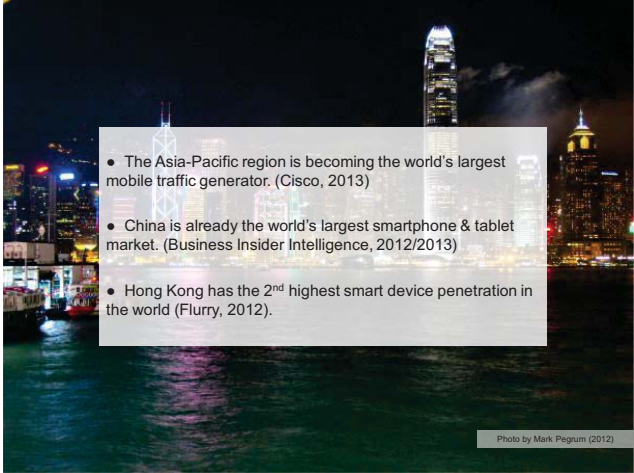 ● The Asia-Pacific region is becoming the world's largest
mobile traffic generator. (Cisco, 2013)
● China is already the world's largest smartphone & tablet
market. (Business Insider Intelligence, 2012/2013)
● Hong Kong has the 2nd highest smart device penetration in
the world (Flurry, 2012).
Photo by Mark Pegrum (2012)